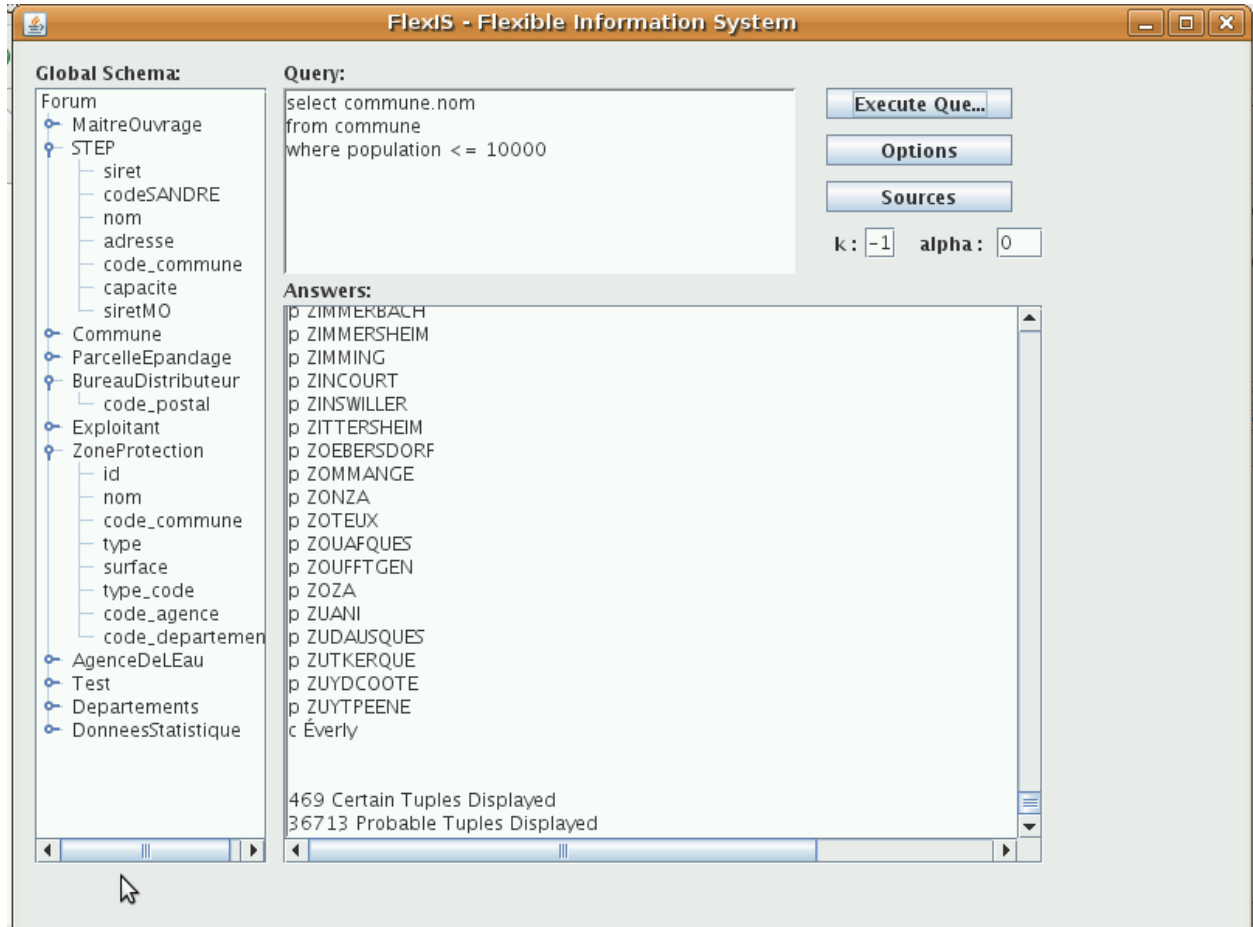 FlexIS - Flexible Information System
Global Schema:
Forum
MaitreOuvrage
STEP
siret
codeSANDRE
nom
adresse
code_commune
capacite
siretMO
Commune
ParcelleEpandage
BureauDistributeur
code_postal
Exploitant
ZoneProtection
id
nom
code_commune
type
surface
type_code
code_agence
code_departemen
AgenceDeLEau
Test
Departements
DonneesStatistique
Query:
select commune.nom
from commune
where population <= 10000
Execute Que...
Options
Sources
k: -1 alpha: 0
Answers:
p ZIMMERBACH
p ZIMMERSHEIM
p ZIMMING
p ZINCOURT
p ZINSWILLER
p ZITTERSHEIM
p ZOEBERSDORF
p ZOMMANGE
p ZONZA
p ZOTEUX
p ZOUAFQUES
p ZOUFFTGEN
p ZOZA
p ZUANI
p ZUDAUSQUES
p ZUTKERQUE
p ZUYDCOOTE
p ZUYTPEENE
c Éverly
469 Certain Tuples Displayed
36713 Probable Tuples Displayed